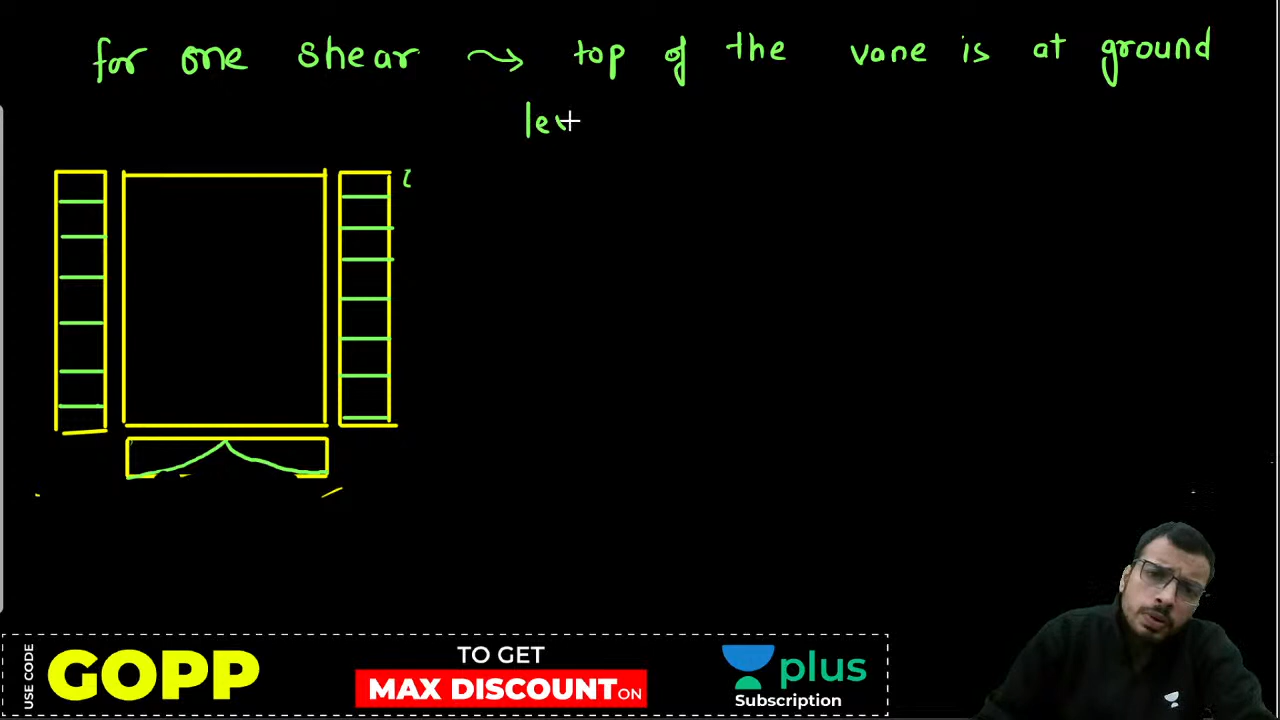 for one shear → top of the vane is at ground
lev
USE CODE
GOPP
TO GET
MAX DISCOUNT ON
plus
Subscription